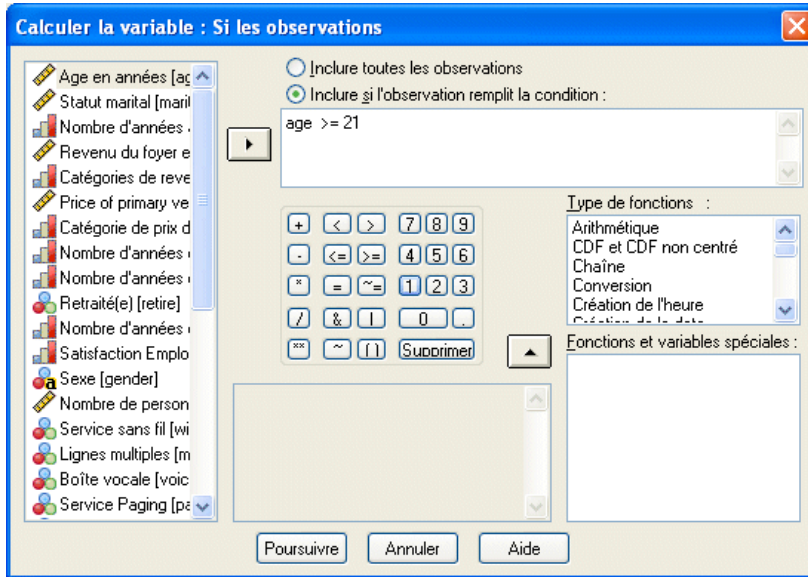 Calculer la variable : Si les observations
Age en années [ag
Statut marital [marit
Nombre d'années
Revenu du foyer e
Catégories de reve
Price of primary ve
Catégorie de prix d
Nombre d'années
Nombre d'années
Retraité(e) [retire]
Nombre d'années
Satisfaction Emplo
Sexe [gender]
Nombre de person
Service sans fil [wi
Lignes multiples [m
Boîte vocale [voic
Service Paging [pa
Inclure toutes les observations
Inclure si l'observation remplit la condition :
age >= 21
+ < > 7 8 9
- <= >= 4 5 6
* = ~= 1 2 3
/ & | 0 .
** ~ () Supprimer
Type de fonctions :
Arithmétique
CDF et CDF non centré
Chaîne
Conversion
Création de l'heure
Création de la date
Fonctions et variables spéciales :
Poursuivre Annuler Aide